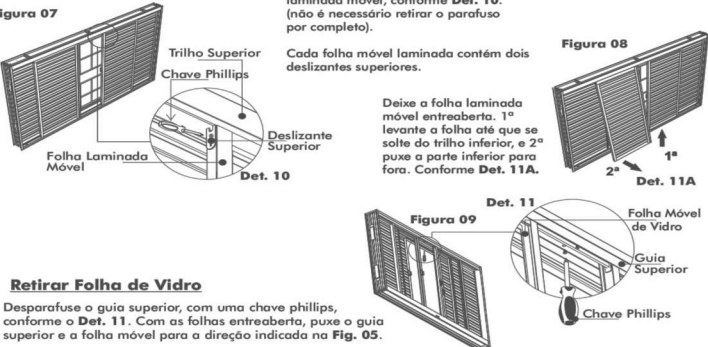 Figura 07
laminada móvel, conforme Det. 10.
(não é necessário retirar o parafuso
por completo).
Cada folha móvel laminada contém dois
deslizantes superiores.
Trilho Superior
Chave Phillips
Deslizante
Superior
Folha Laminada
Móvel
Det. 10
Figura 08
Deixe a folha laminada
móvel entreaberta. 1ª
levante a folha até que se
solte do trilho inferior, e 2ª
puxe a parte inferior para
fora. Conforme Det. 11A.
1ª
2ª
Det. 11A
Det. 11
Figura 09
Folha Móvel
de Vidro
Guia
Superior
Chave Phillips
Retirar Folha de Vidro
Desparafuse o guia superior, com uma chave phillips,
conforme o Det. 11. Com as folhas entreaberta, puxe o guia
superior e a folha móvel para a direção indicada na Fig. 05.